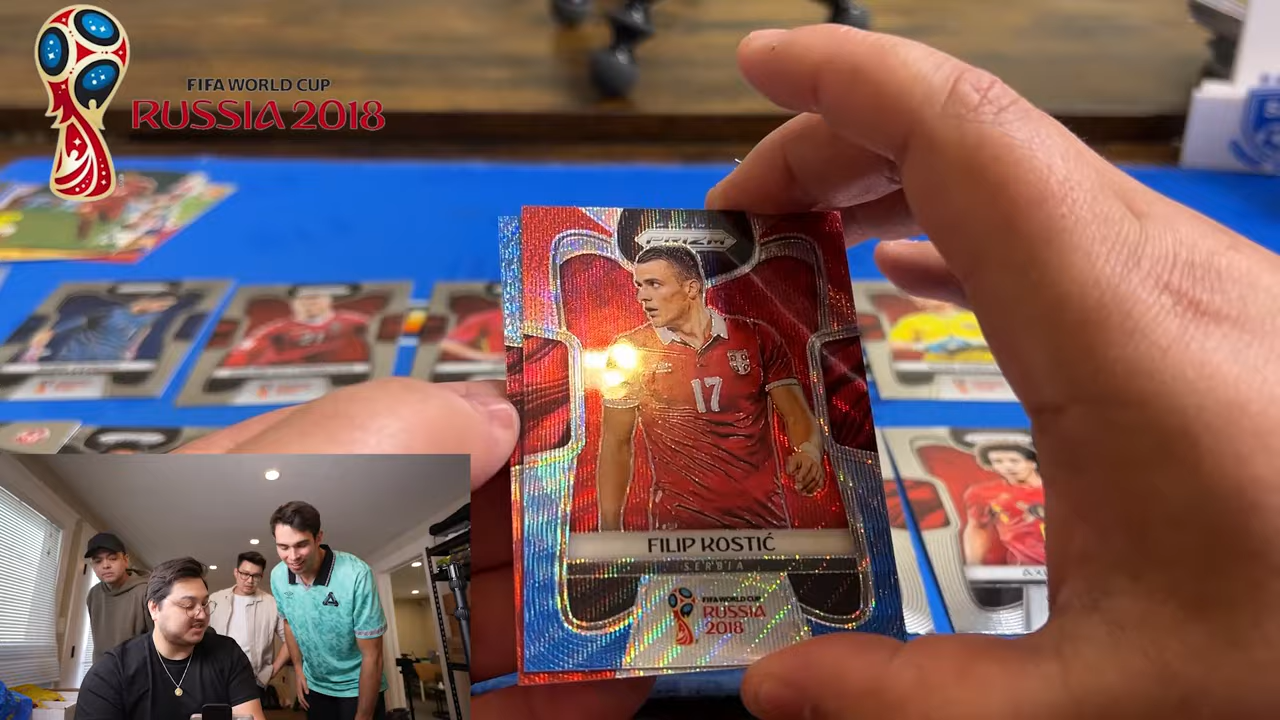 FIFA WORLD CUP
RUSSIA 2018
PRIZM
17
FILIP KOSTIĆ
SERBIA
FIFA WORLD CUP
RUSSIA
2018